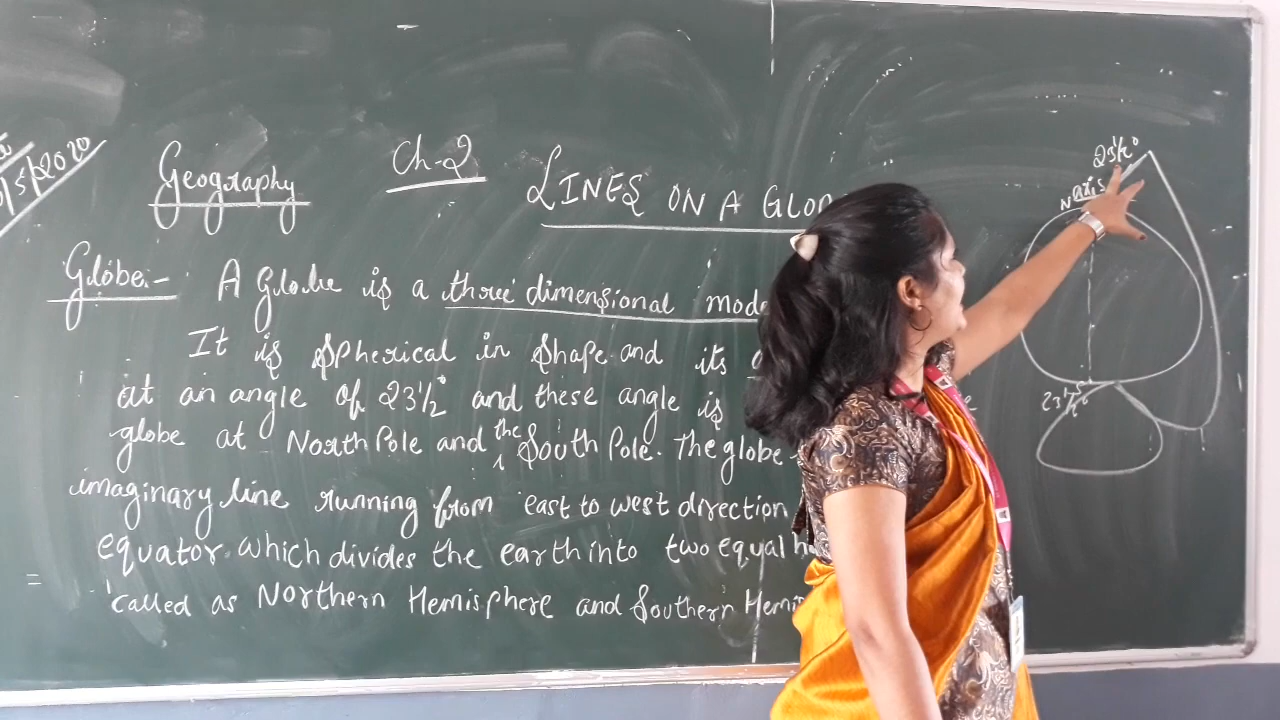 5/2020
Geography Ch-2 LINES ON A GLOB
Globe:- A Globe is a three dimensional mode
It is Spherical in Shape and its
at an angle of 23½° and these angle is
globe at North Pole and the South Pole. The globe
imaginary line running from east to west direction
equator which divides the earth into two equal
called as Northern Hemisphere and Southern Hemi
23½°
N axis
S
23½°